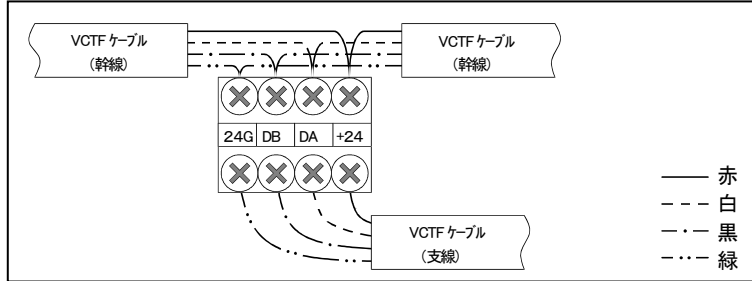 VCTF ケーブル
(幹線)
VCTF ケーブル
(幹線)
24G DB DA +24
VCTF ケーブル
(支線)
赤
白
黒
緑